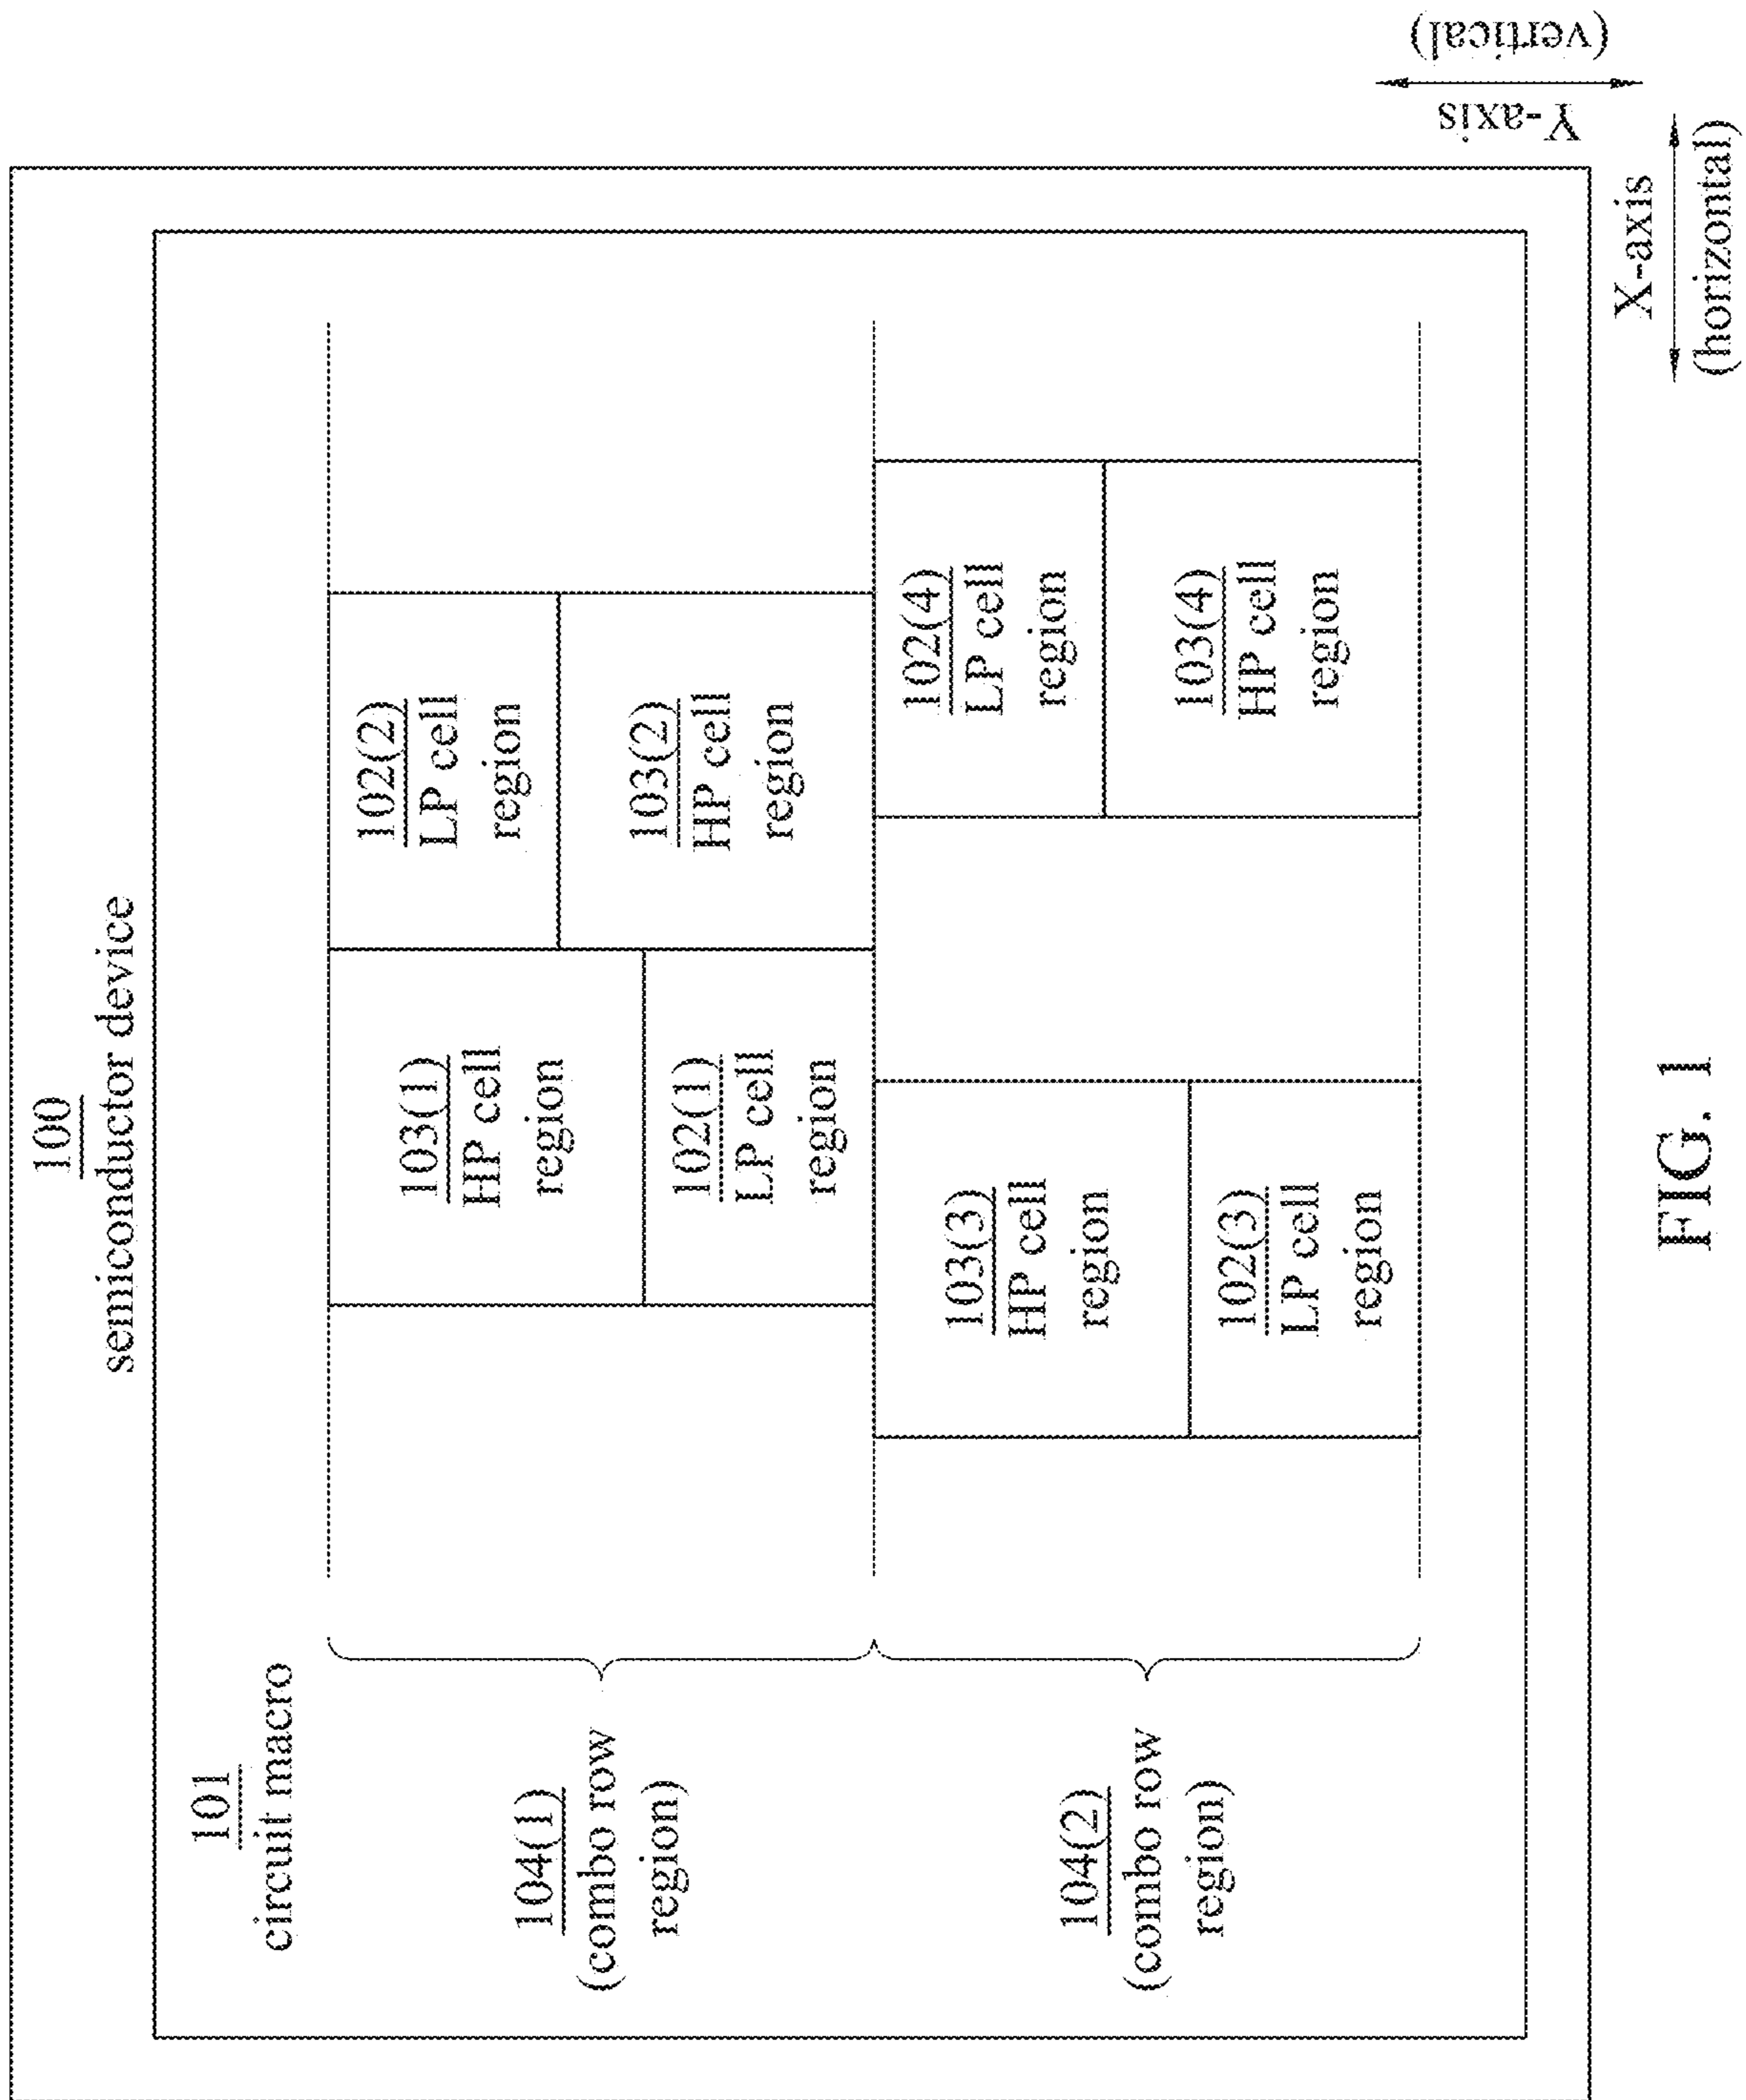 100
semiconductor device
101
circuit macro
104(1)
(combo row
region)
103(1)
HP cell
region
102(1)
LP cell
region
102(2)
LP cell
region
103(2)
HP cell
region
104(2)
(combo row
region)
103(3)
HP cell
region
102(3)
LP cell
region
102(4)
LP cell
region
103(4)
HP cell
region
Y-axis
(vertical)
X-axis
(horizontal)
FIG. 1